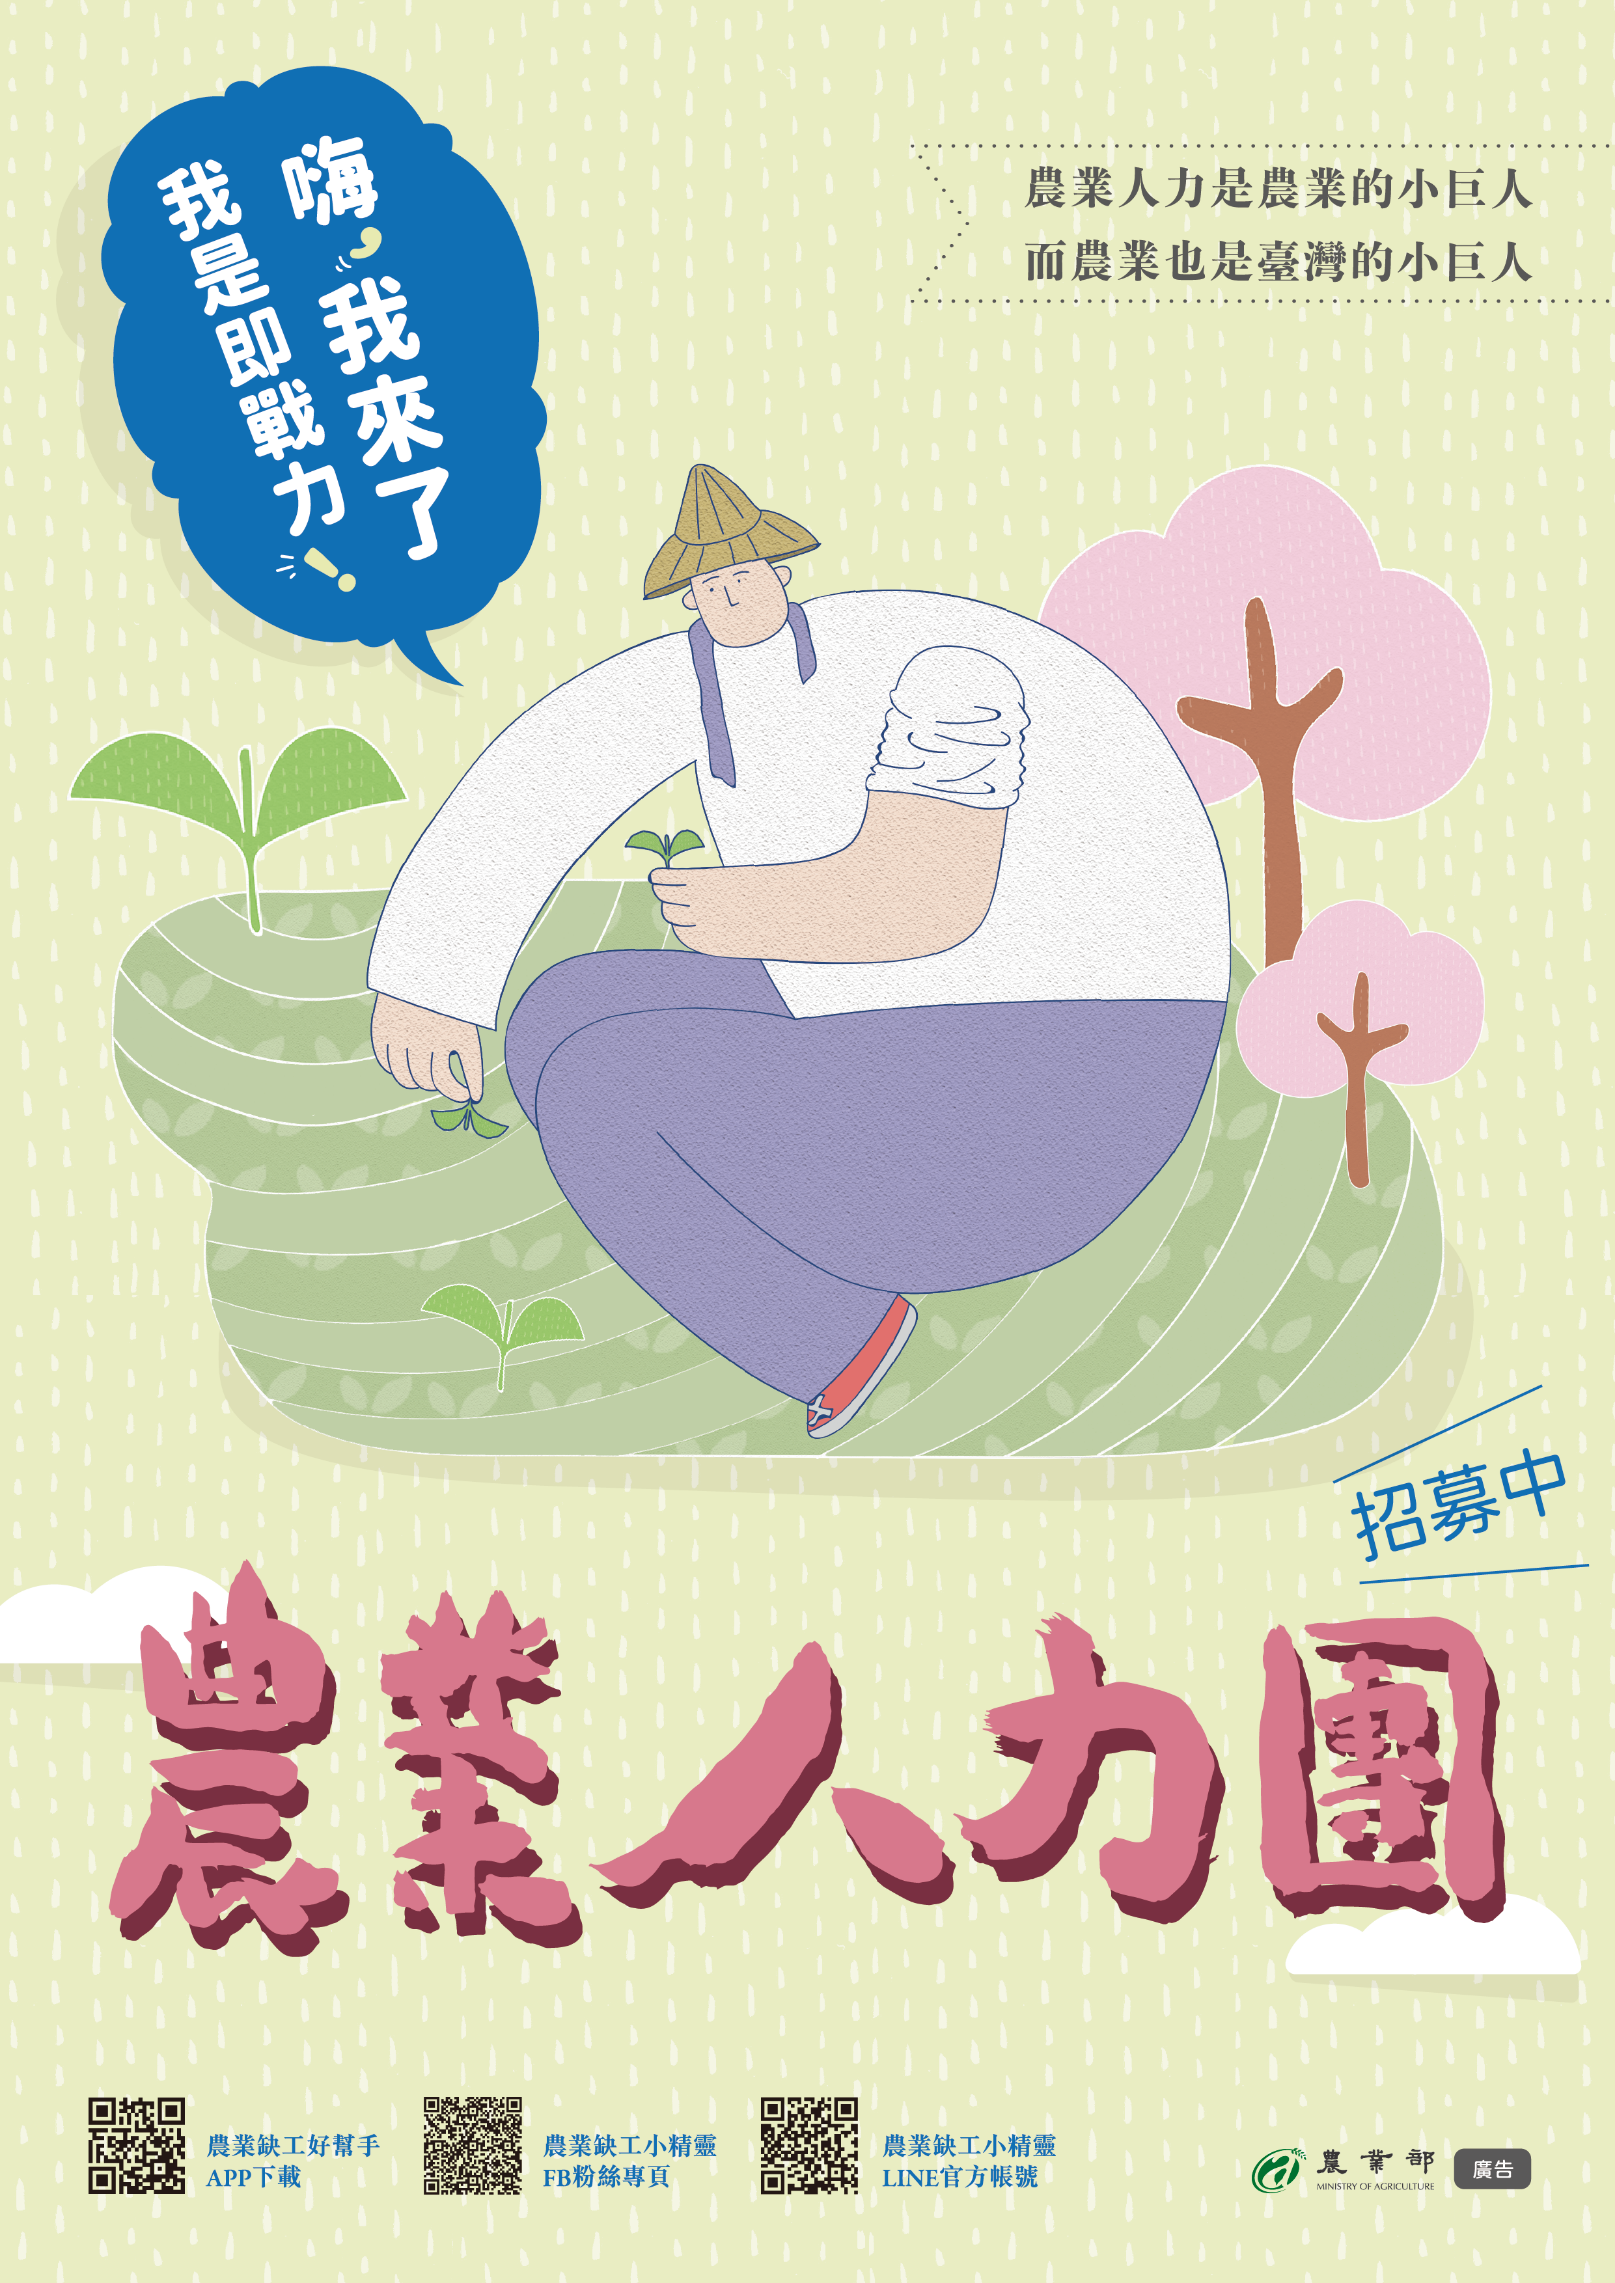 嗨，我來了
我是即戰力！
農業人力是農業的小巨人
而農業也是臺灣的小巨人
招募中
農業人力團
農業缺工好幫手
APP下載
農業缺工小精靈
FB粉絲專頁
農業缺工小精靈
LINE官方帳號
農業部
MINISTRY OF AGRICULTURE
廣告